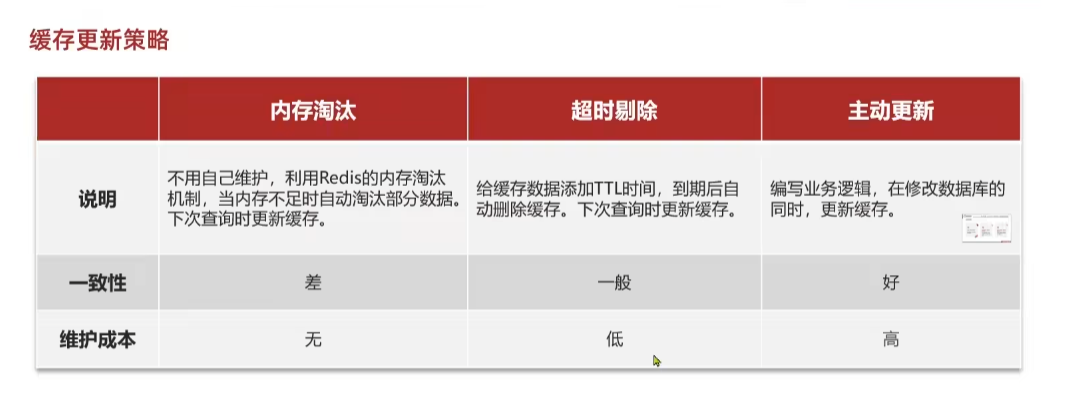 缓存更新策略
内存淘汰
超时剔除
主动更新
说明
不用自己维护，利用Redis的内存淘汰
机制，当内存不足时自动淘汰部分数据。
下次查询时更新缓存。
给缓存数据添加TTL时间，到期后自
动删除缓存。下次查询时更新缓存。
编写业务逻辑，在修改数据库的
同时，更新缓存。
一致性
差
一般
好
维护成本
无
低
高